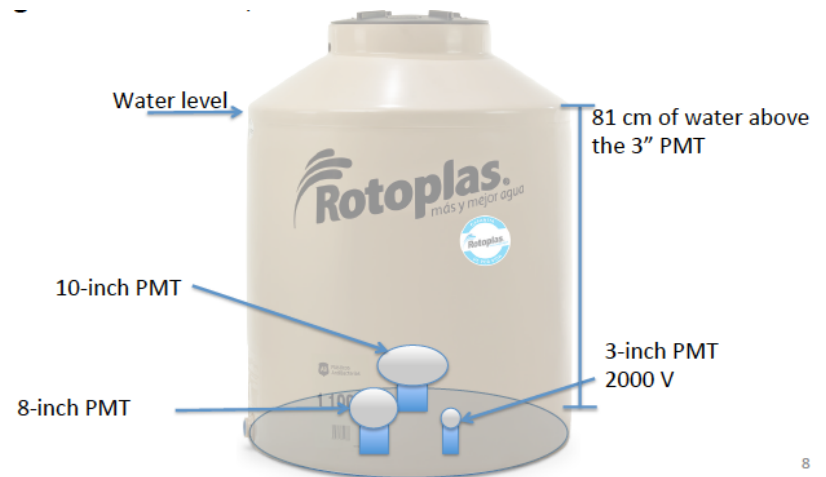 Water level
81 cm of water above
the 3” PMT
Rotoplas.
más y mejor agua
Rotoplas
10-inch PMT
3-inch PMT
2000 V
8-inch PMT
8